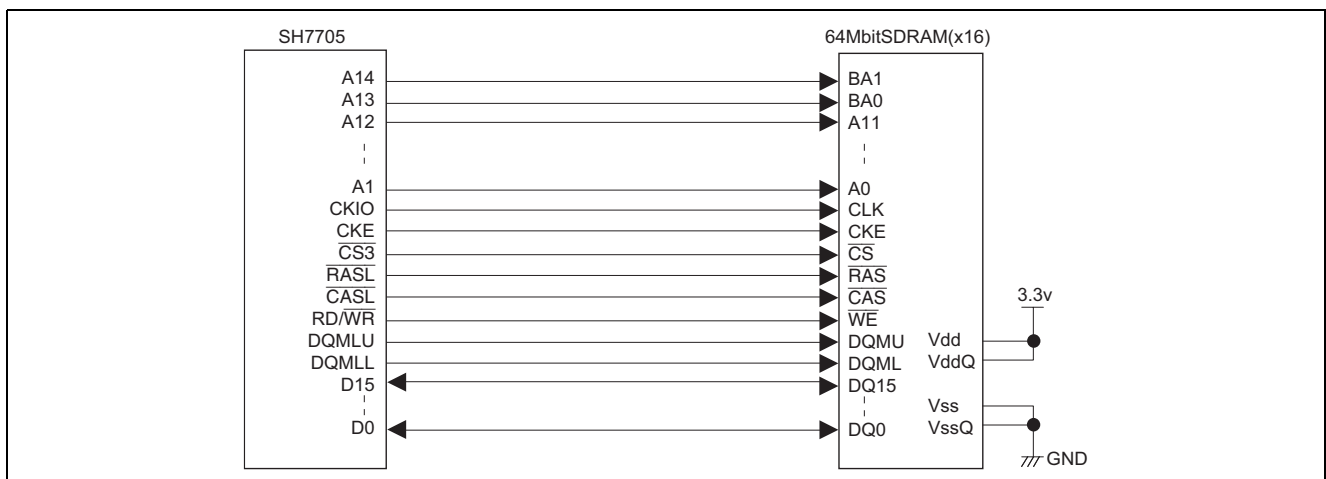 SH7705
64MbitSDRAM(x16)
A14
BA1
A13
BA0
A12
A11
A1
A0
CKIO
CLK
CKE
CKE
CS3
CS
RASL
RAS
CASL
CAS
3.3v
RD/WR
WE
DQMLU
DQMU
Vdd
DQMLL
DQML
VddQ
D15
DQ15
Vss
D0
DQ0
VssQ
GND